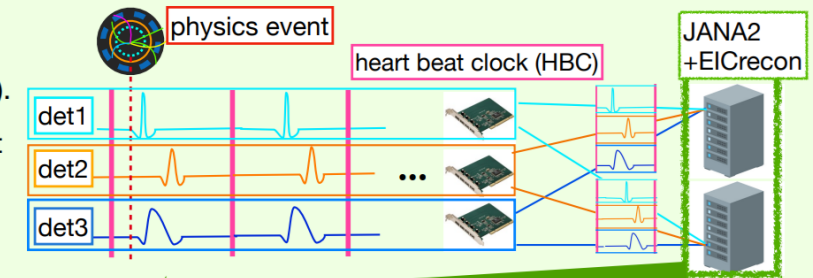 physics event
JANA2
+EICrecon
heart beat clock (HBC)
).
det1
det2
...
det3